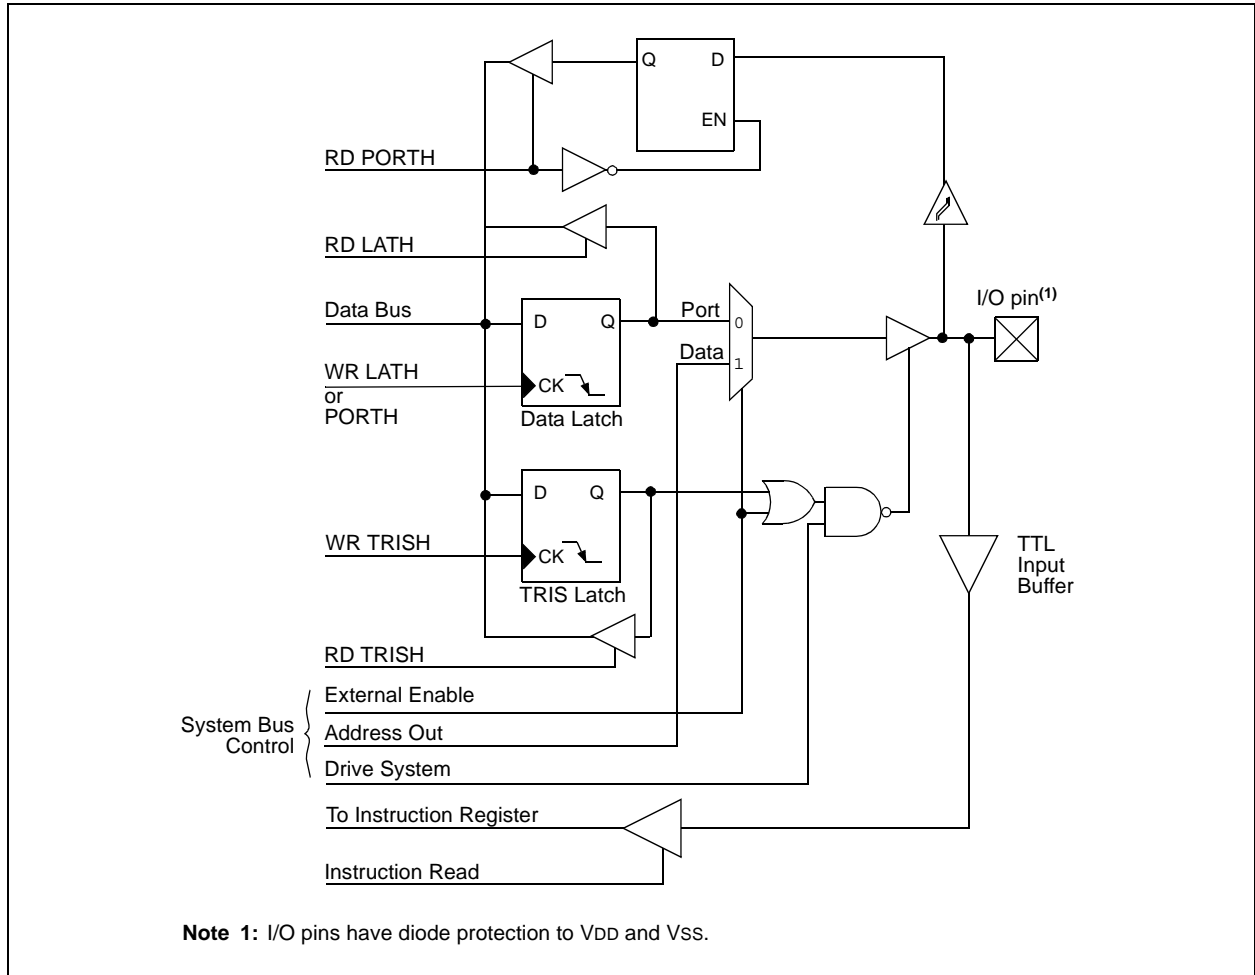 Q D
EN
RD PORTH
RD LATH
I/O pin(1)
Data Bus
D Q
Port
0
Data
1
WR LATH
or
PORTH
CK
Data Latch
D Q
WR TRISH
CK
TRIS Latch
TTL
Input
Buffer
RD TRISH
System Bus
Control
External Enable
Address Out
Drive System
To Instruction Register
Instruction Read
Note 1: I/O pins have diode protection to VDD and VSS.